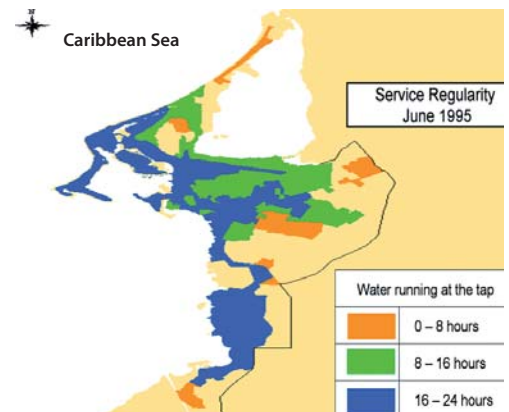 Caribbean Sea
Service Regularity
June 1995
Water running at the tap
0 – 8 hours
8 – 16 hours
16 – 24 hours